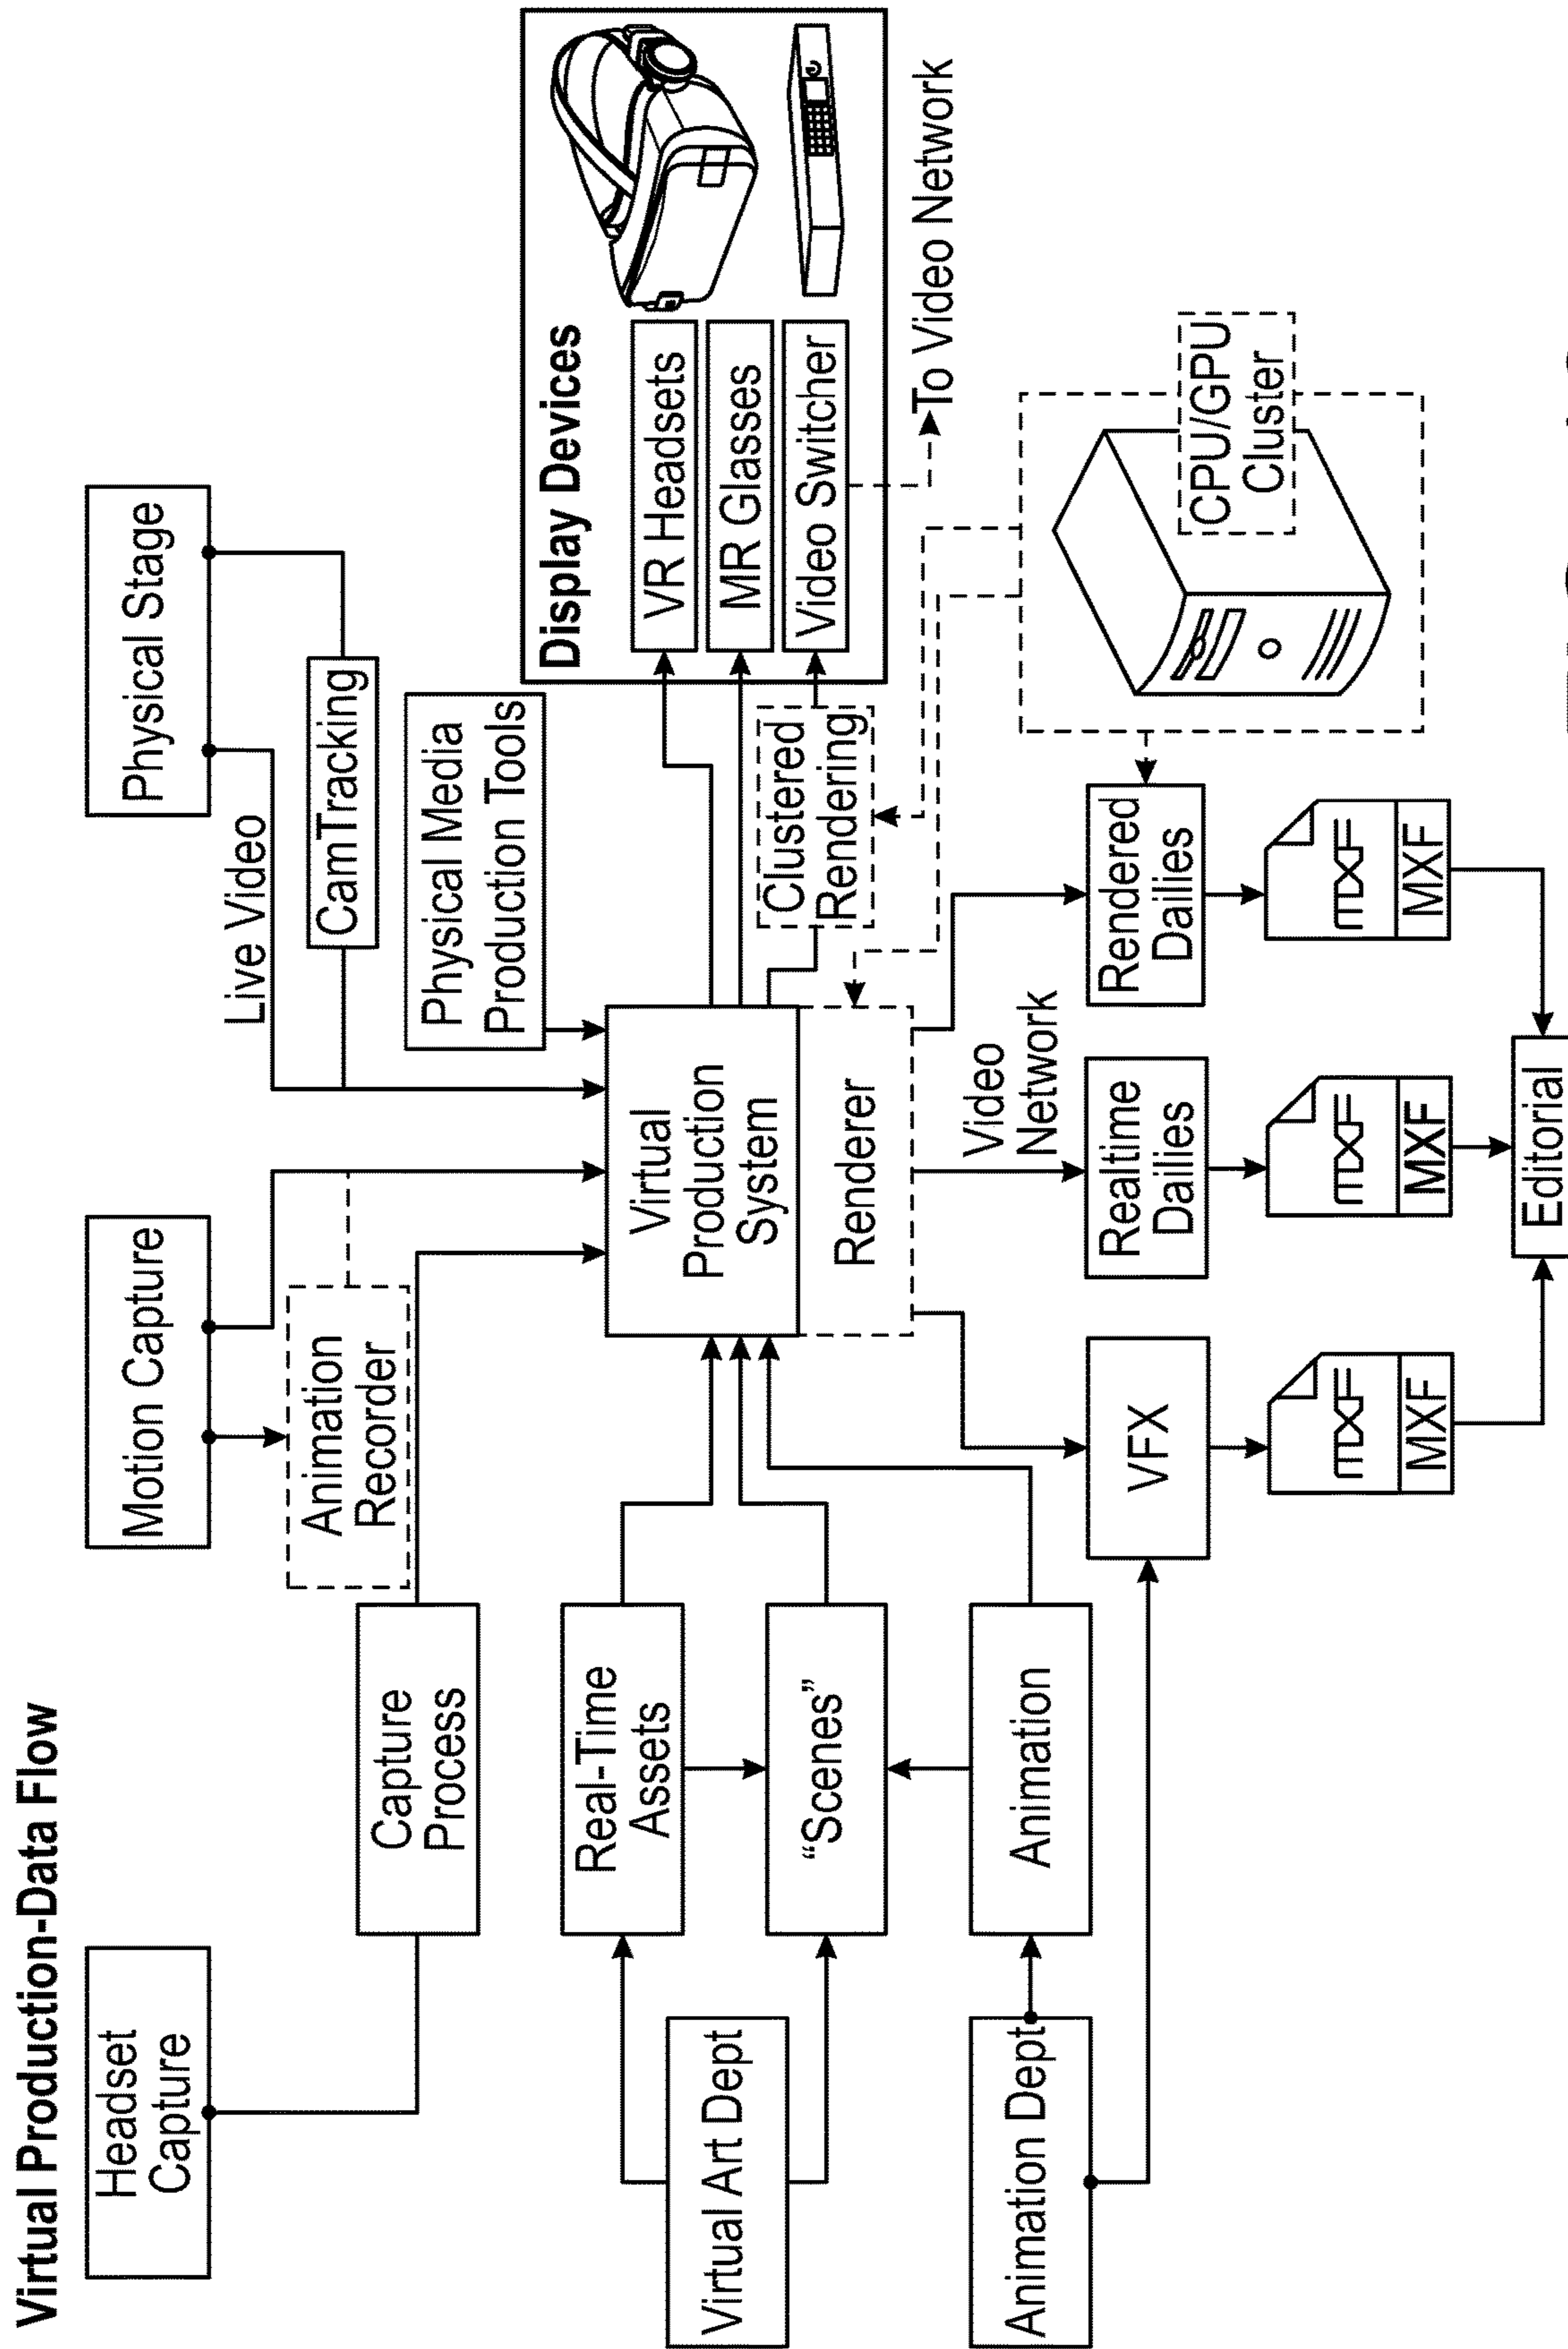 Virtual Production-Data Flow
Headset
Capture
Motion Capture
Physical Stage
Live Video
CamTracking
Animation
Recorder
Capture
Process
Physical Media
Production Tools
Display Devices
VR Headsets
MR Glasses
Video Switcher
To Video Network
Real-Time
Assets
Virtual
Production
System
Clustered
Rendering
Virtual Art Dept
"Scenes"
Renderer
Video
Network
CPU/GPU
Cluster
Animation Dept
Animation
VFX
Realtime
Dailies
Rendered
Dailies
mxF
MXF
mxF
MXF
mxF
MXF
Editorial